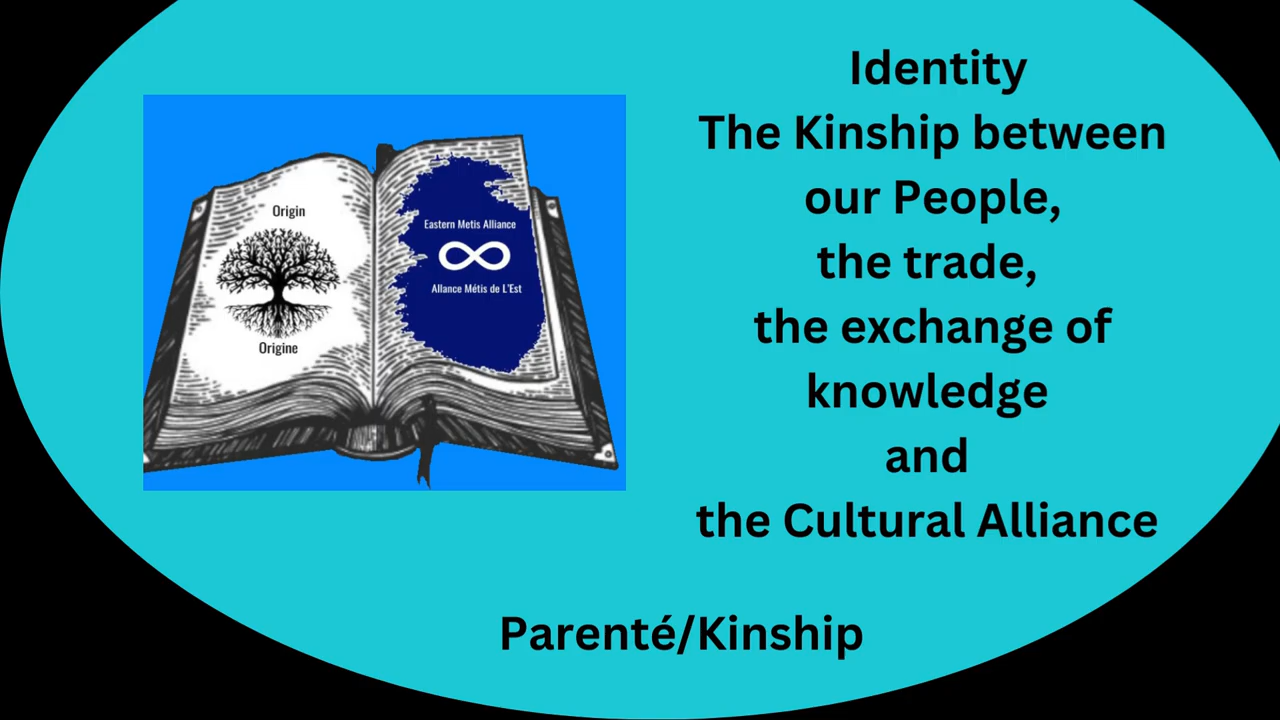 Origin
Origine
Eastern Metis Alliance
Allance Métis de L'Est
Identity
The Kinship between
our People,
the trade,
the exchange of
knowledge
and
the Cultural Alliance
Parenté/Kinship